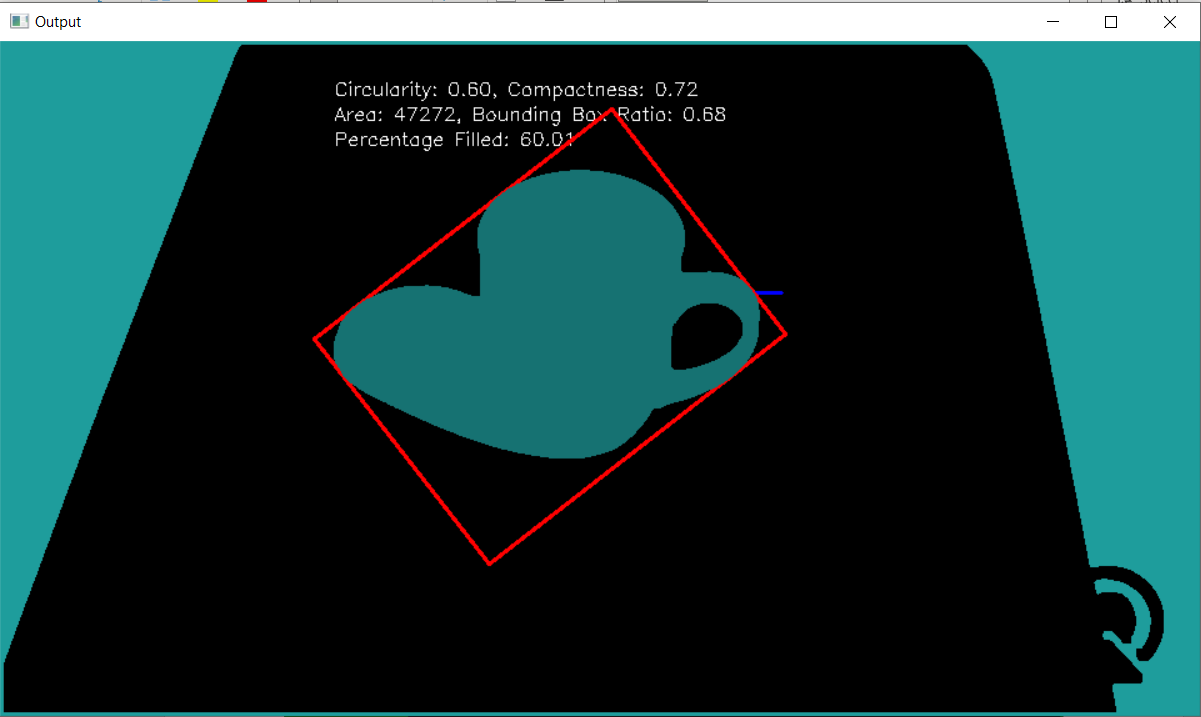 Output
Circularity: 0.60, Compactness: 0.72
Area: 47272, Bounding Box Ratio: 0.68
Percentage Filled: 60.01